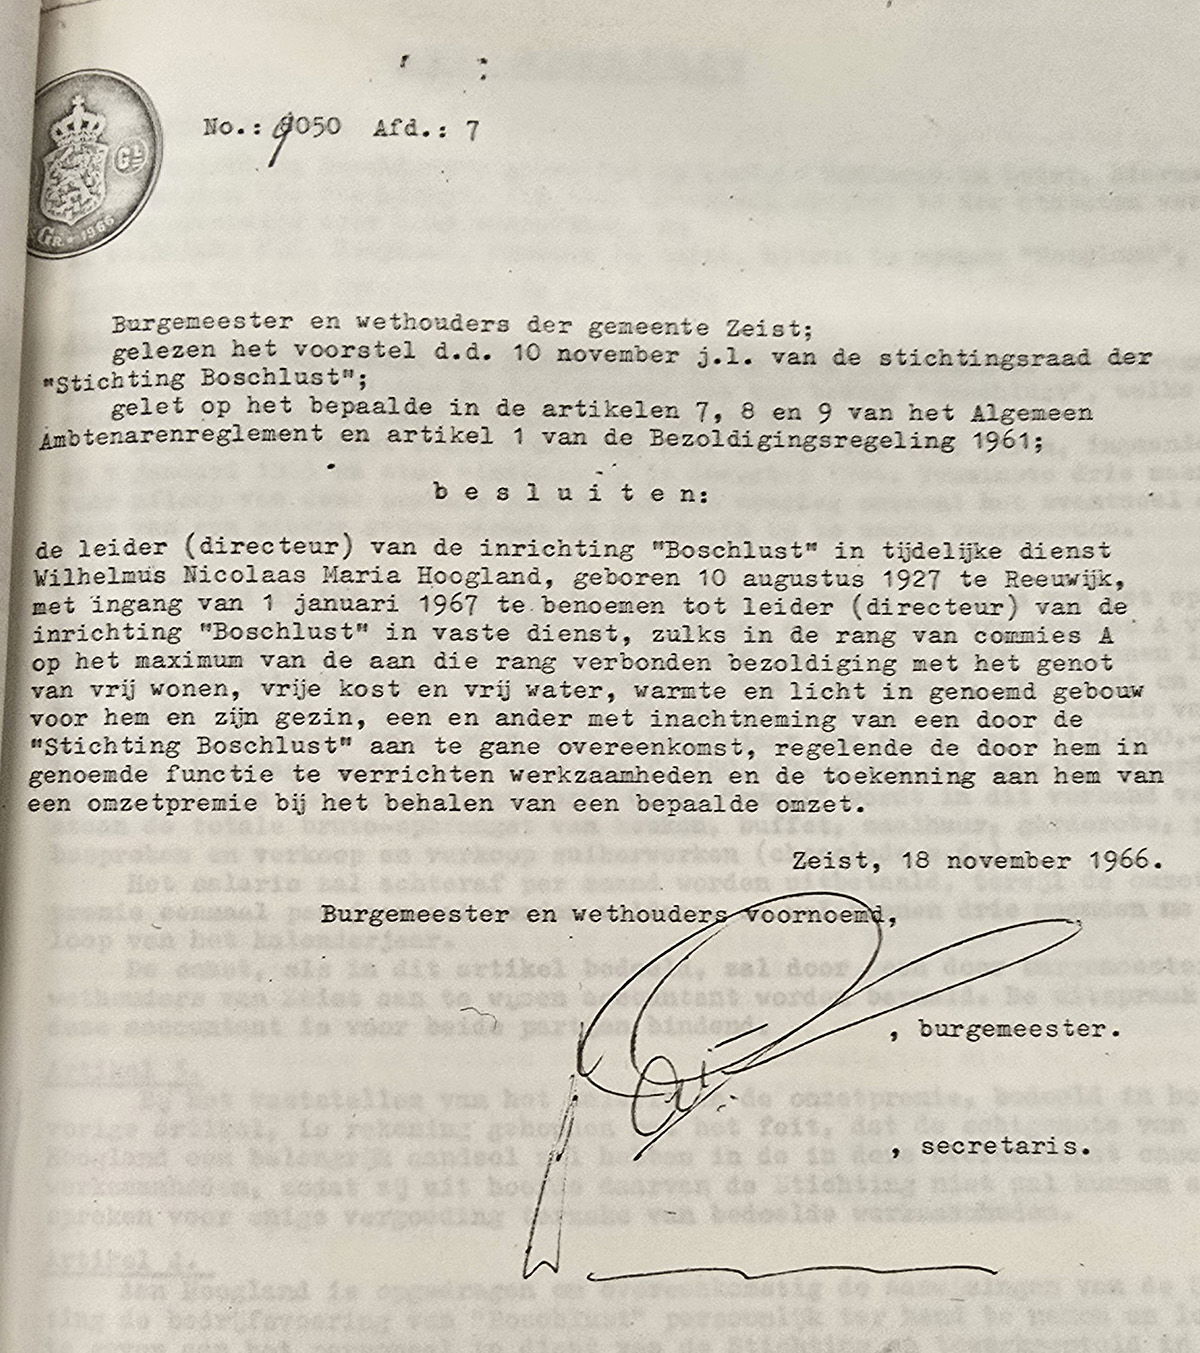 No.: 9050 Afd.: 7
GL
GR • 1966
Burgemeester en wethouders der gemeente Zeist;
gelezen het voorstel d.d. 10 november j.l. van de stichtingsraad der
"Stichting Boschlust";
gelet op het bepaalde in de artikelen 7, 8 en 9 van het Algemeen
Ambtenarenreglement en artikel 1 van de Bezoldigingsregeling 1961;
b e s l u i t e n:
de leider (directeur) van de inrichting "Boschlust" in tijdelijke dienst
Wilhelmus Nicolaas Maria Hoogland, geboren 10 augustus 1927 te Reeuwijk,
met ingang van 1 januari 1967 te benoemen tot leider (directeur) van de
inrichting "Boschlust" in vaste dienst, zulks in de rang van commies A
op het maximum van de aan die rang verbonden bezoldiging met het genot
van vrij wonen, vrije kost en vrij water, warmte en licht in genoemd gebouw
voor hem en zijn gezin, een en ander met inachtneming van een door de
"Stichting Boschlust" aan te gane overeenkomst, regelende de door hem in
genoemde functie te verrichten werkzaamheden en de toekenning aan hem van
een omzetpremie bij het behalen van een bepaalde omzet.
Zeist, 18 november 1966.
Burgemeester en wethouders voornoemd,
, burgemeester.
, secretaris.